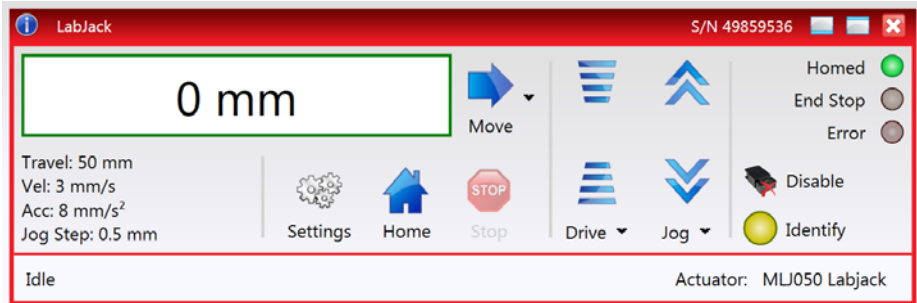 LabJack
S/N 49859536
0 mm
Move
Homed
End Stop
Error
Travel: 50 mm
Vel: 3 mm/s
Acc: 8 mm/s²
Jog Step: 0.5 mm
Settings
Home
STOP
Stop
Drive
Jog
Disable
Identify
Idle
Actuator: MLJ050 Labjack